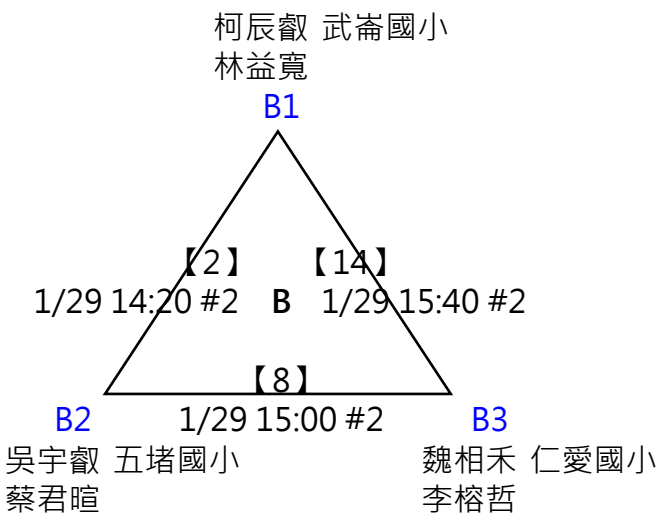 柯辰叡 武崙國小
林益寬
B1
【2】 【14】
1/29 14:20 #2 B 1/29 15:40 #2
【8】
B2 1/29 15:00 #2 B3
吳宇叡 五堵國小 魏相禾 仁愛國小
蔡君暄 李榕哲